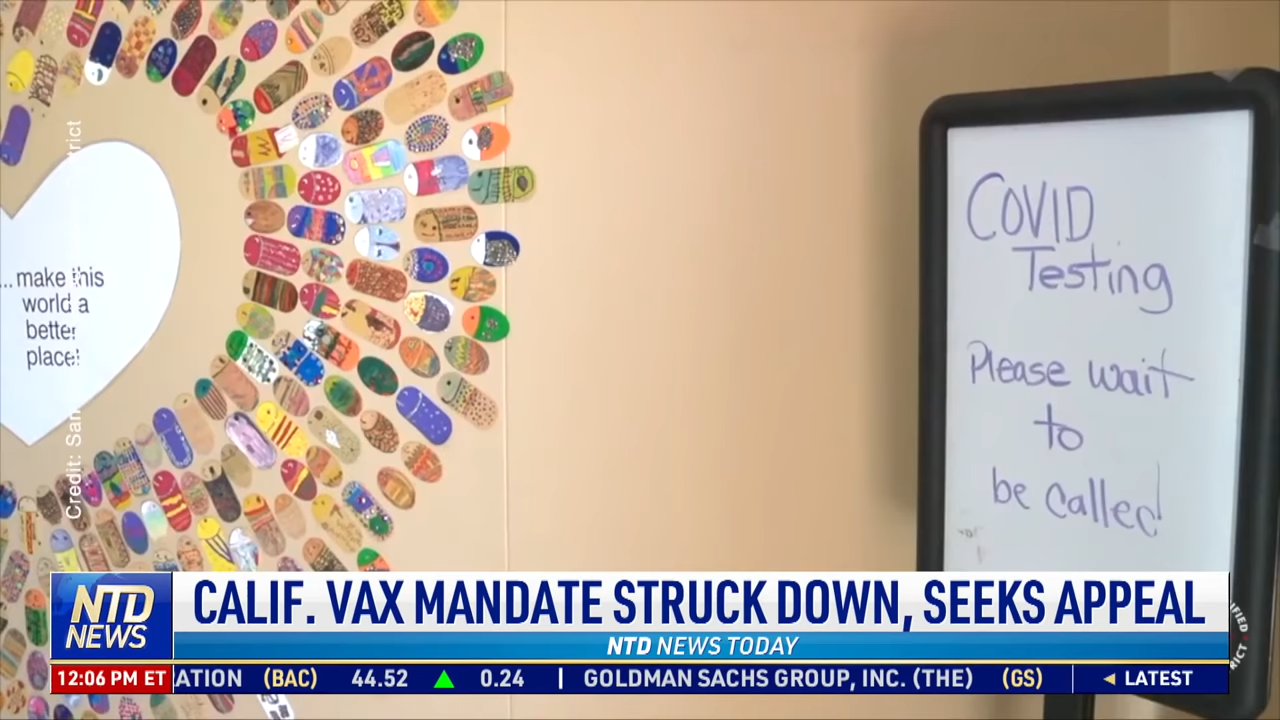 ... make this
world a
better
place!
COVID
Testing
Please wait
to
be called
NTD
NEWS
CALIF. VAX MANDATE STRUCK DOWN, SEEKS APPEAL
NTD NEWS TODAY
12:06 PM ET
ATION (BAC) 44.52 ▲ 0.24 | GOLDMAN SACHS GROUP, INC. (THE) (GS)
◄ LATEST
Credit: